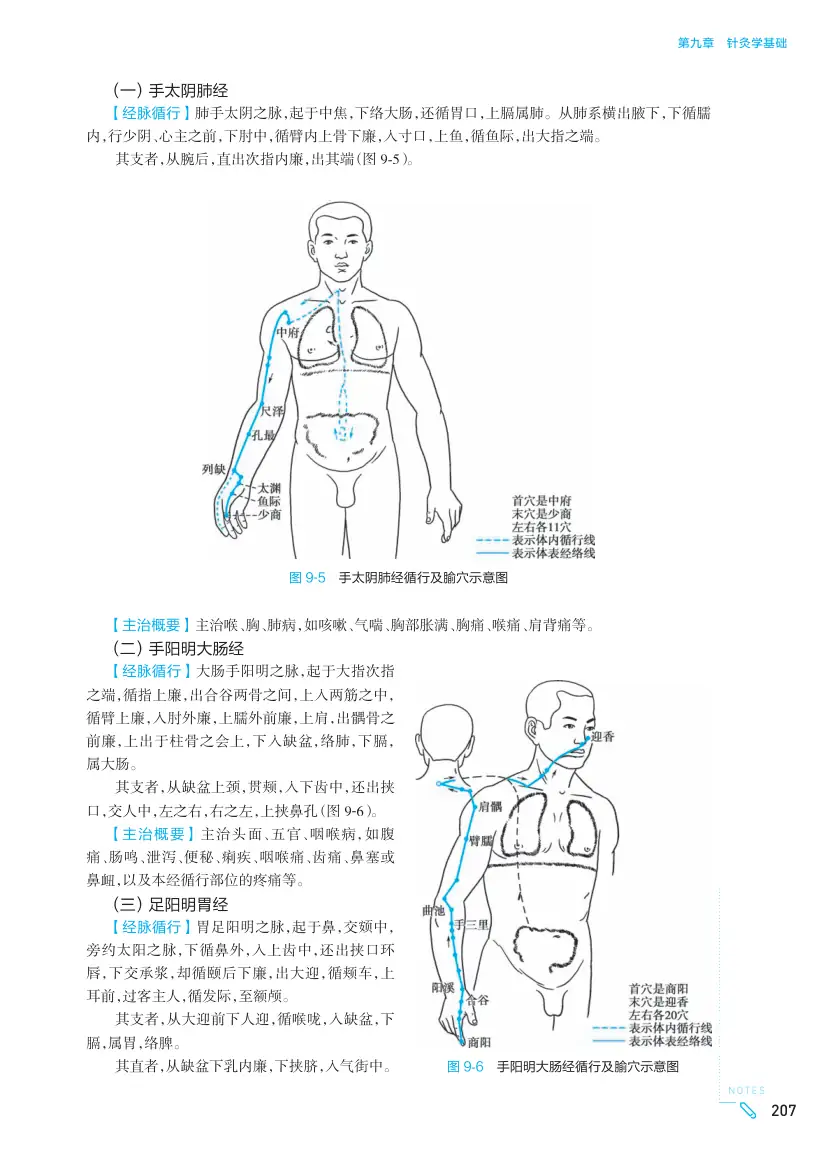 第九章 针灸学基础
（一）手太阴肺经
【经脉循行】肺手太阴之脉，起于中焦，下络大肠，还循胃口，上膈属肺。从肺系横出腋下，下循臑
内，行少阴、心主之前，下肘中，循臂内上骨下廉，入寸口，上鱼，循鱼际，出大指之端。
其支者，从腕后，直出次指内廉，出其端（图 9-5）。
中府
尺泽
孔最
列缺
太渊
鱼际
少商
首穴是中府
末穴是少商
左右各11穴
表示体内循行线
表示体表经络线
图 9-5 手太阴肺经循行及腧穴示意图
【主治概要】主治喉、胸、肺病，如咳嗽、气喘、胸部胀满、胸痛、喉痛、肩背痛等。
（二）手阳明大肠经
【经脉循行】大肠手阳明之脉，起于大指次指
之端，循指上廉，出合谷两骨之间，上入两筋之中，
循臂上廉，入肘外廉，上臑外前廉，上肩，出髃骨之
前廉，上出于柱骨之会上，下入缺盆，络肺，下膈，
属大肠。
其支者，从缺盆上颈，贯颊，入下齿中，还出挟
口，交人中，左之右，右之左，上挟鼻孔（图 9-6）。
【主治概要】主治头面、五官、咽喉病，如腹
痛、肠鸣、泄泻、便秘、痢疾、咽喉痛、齿痛、鼻塞或
鼻衄，以及本经循行部位的疼痛等。
（三）足阳明胃经
【经脉循行】胃足阳明之脉，起于鼻，交頞中，
旁约太阳之脉，下循鼻外，入上齿中，还出挟口环
唇，下交承浆，却循颐后下廉，出大迎，循颊车，上
耳前，过客主人，循发际，至额颅。
其支者，从大迎前下人迎，循喉咙，入缺盆，下
膈，属胃，络脾。
其直者，从缺盆下乳内廉，下挟脐，入气街中。
迎香
肩髃
臂臑
曲池
手三里
阳溪
合谷
商阳
首穴是商阳
末穴是迎香
左右各20穴
表示体内循行线
表示体表经络线
图 9-6 手阳明大肠经循行及腧穴示意图
NOTES
207